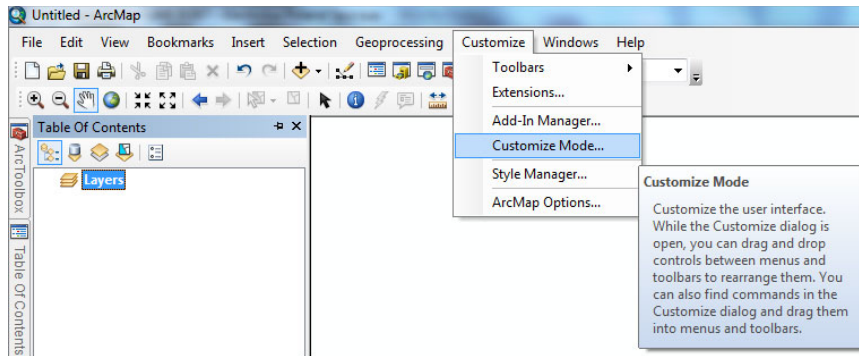 Untitled - ArcMap
File Edit View Bookmarks Insert Selection Geoprocessing Customize Windows Help
Toolbars
Extensions...
Add-In Manager...
Customize Mode...
Style Manager...
ArcMap Options...
Table Of Contents
Layers
ArcToolbox
Table Of Contents
Customize Mode
Customize the user interface.
While the Customize dialog is
open, you can drag and drop
controls between menus and
toolbars to rearrange them. You
can also find commands in the
Customize dialog and drag them
into menus and toolbars.